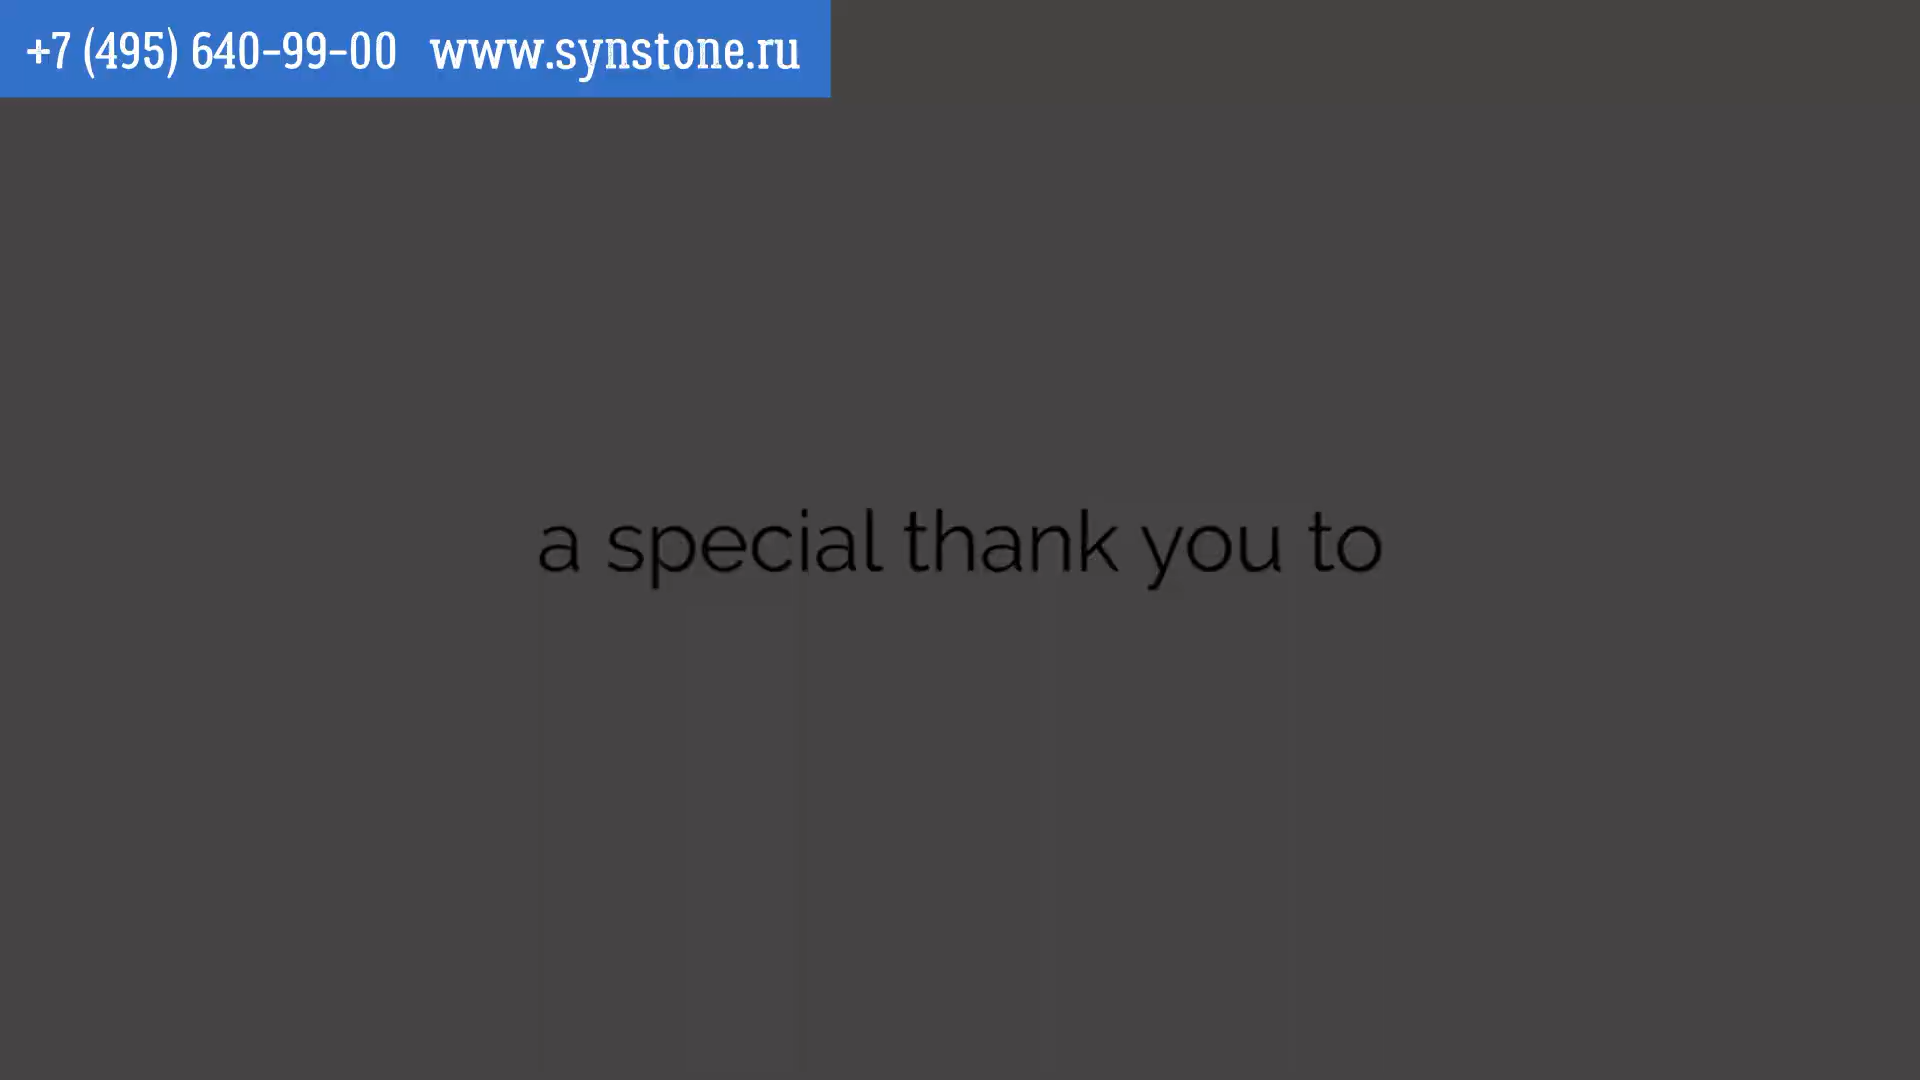 +7 (495) 640-99-00 www.synstone.ru
a special thank you to